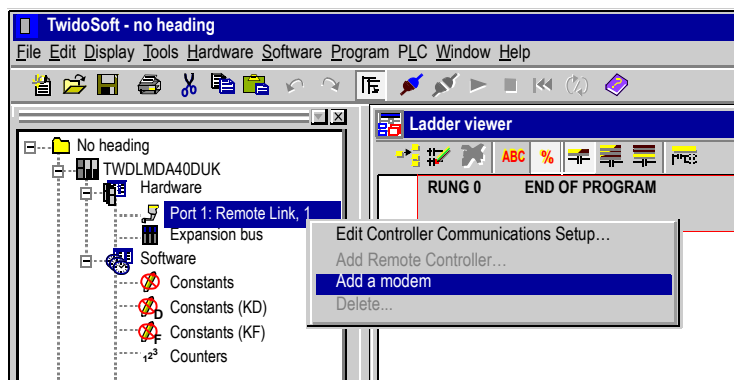 TwidoSoft - no heading
File Edit Display Tools Hardware Software Program PLC Window Help
ABC %
Ladder viewer
No heading
TWDLMDA40DUK
Hardware
Port 1: Remote Link, 1
Expansion bus
Software
Constants
D Constants (KD)
F Constants (KF)
1²3 Counters
RUNG 0 END OF PROGRAM
Edit Controller Communications Setup...
Add Remote Controller...
Add a modem
Delete...